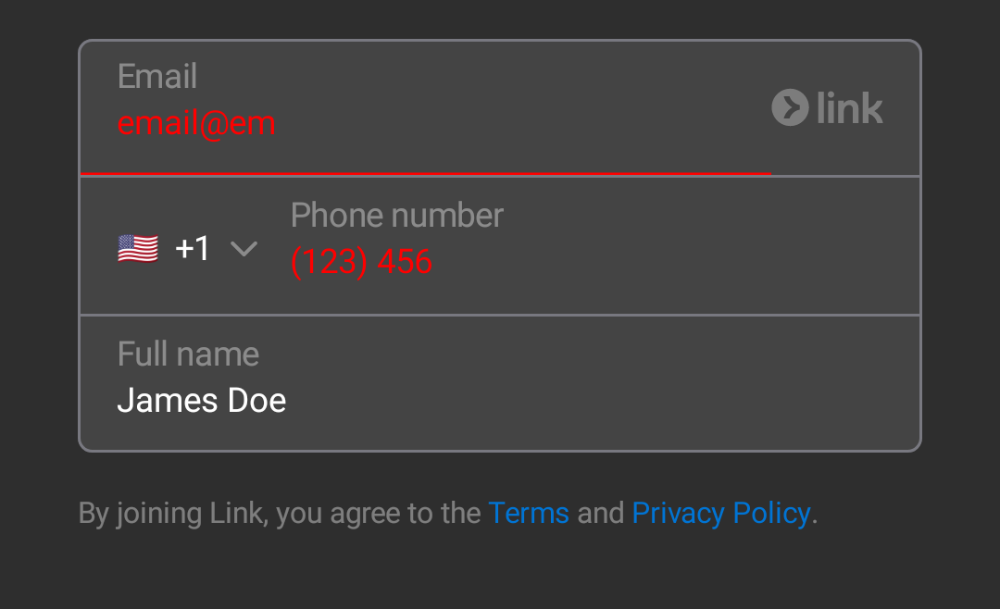 Email
email@em
link
+1
Phone number
(123) 456
Full name
James Doe
By joining Link, you agree to the Terms and Privacy Policy.